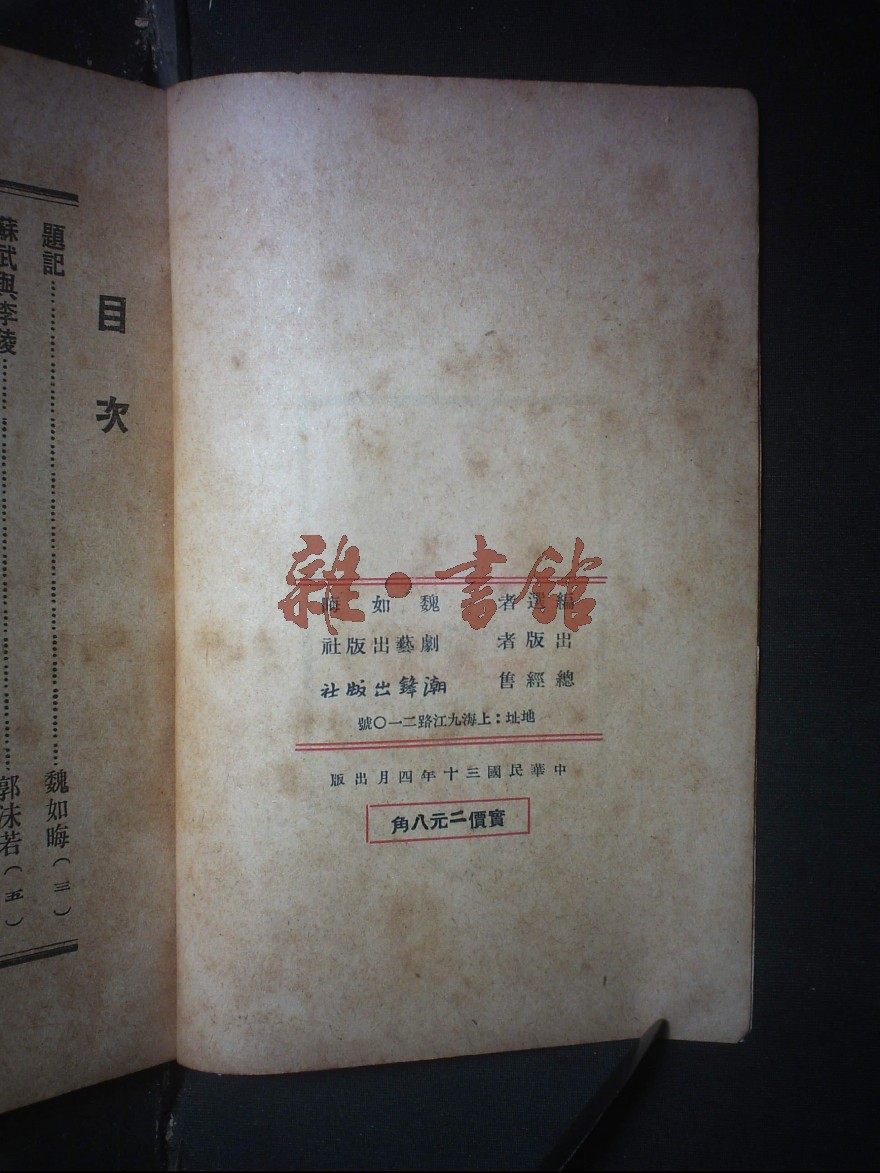 雜·書館
編選者 魏如晦
出版者 劇藝出版社
總經售 潮鋒出版社
地址：上海九江路二一〇號
中華民國三十年四月出版
實價二元八角
目次
題記……魏如晦(三)
蘇武與李陵……郭沫若(五)